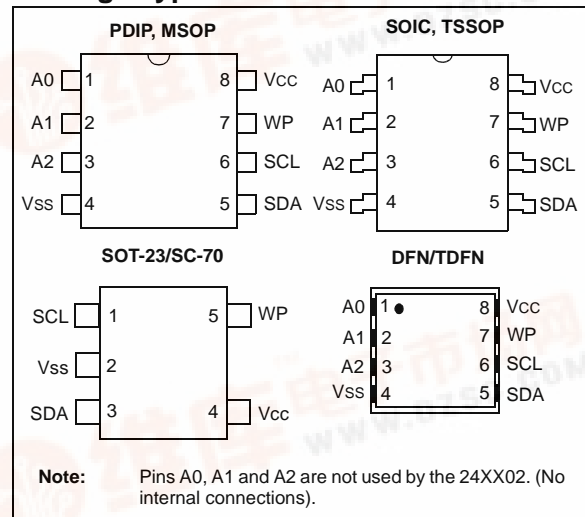 PDIP, MSOP
A0 1 8 VCC
A1 2 7 WP
A2 3 6 SCL
VSS 4 5 SDA
SOIC, TSSOP
A0 1 8 VCC
A1 2 7 WP
A2 3 6 SCL
VSS 4 5 SDA
SOT-23/SC-70
SCL 1 5 WP
Vss 2
SDA 3 4 Vcc
DFN/TDFN
A0 1 8 VCC
A1 2 7 WP
A2 3 6 SCL
VSS 4 5 SDA
Note: Pins A0, A1 and A2 are not used by the 24XX02. (No
internal connections).